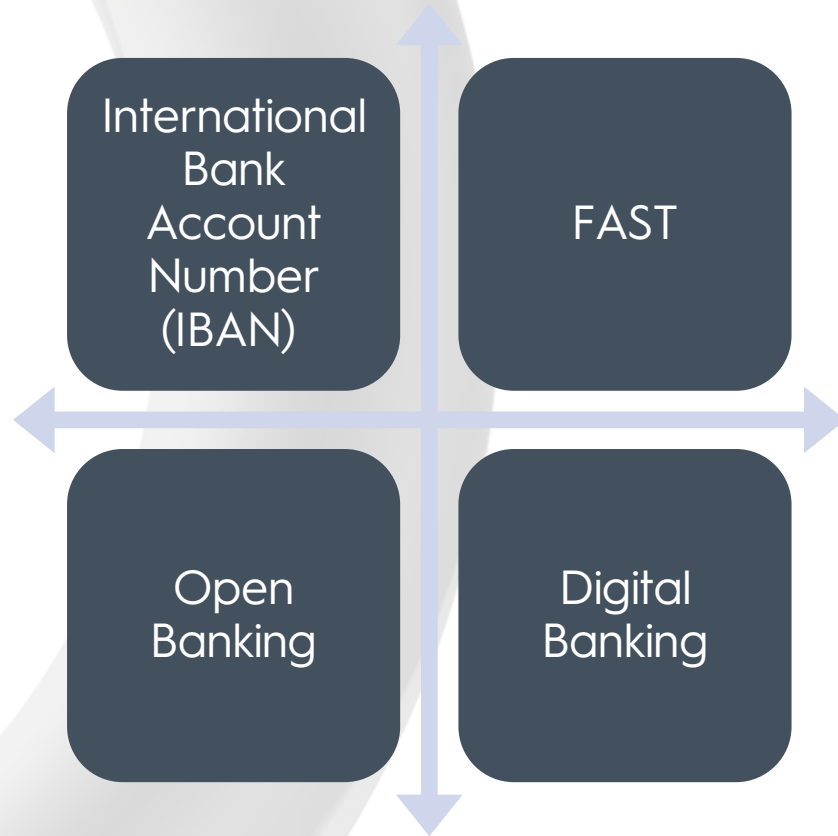 International
Bank
Account
Number
(IBAN)
FAST
Open
Banking
Digital
Banking